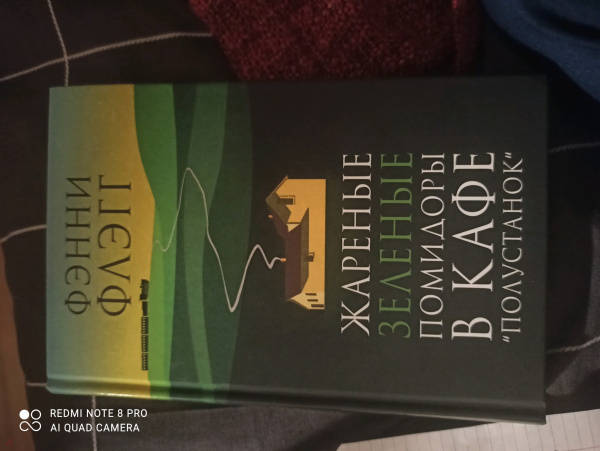 ФЭННИ
ФЛЭГГ
ЖАРЕНЫЕ
ЗЕЛЕНЫЕ
ПОМИДОРЫ
В КАФЕ
"ПОЛУСТАНОК"
REDMI NOTE 8 PRO
AI QUAD CAMERA